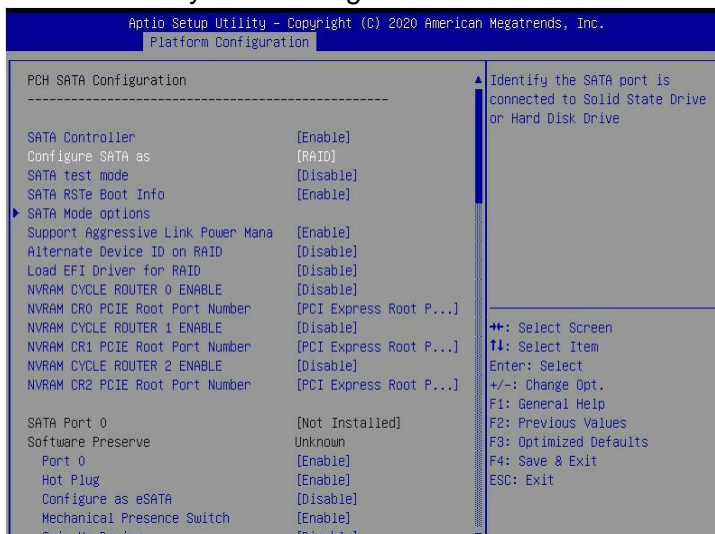 Aptio Setup Utility – Copyright (C) 2020 American Megatrends, Inc.
Platform Configuration
PCH SATA Configuration
------------------------------------------------
SATA Controller [Enable]
Configure SATA as [RAID]
SATA test mode [Disable]
SATA RSTe Boot Info [Enable]
SATA Mode options
Support Aggressive Link Power Mana [Enable]
Alternate Device ID on RAID [Disable]
Load EFI Driver for RAID [Disable]
NVRAM CYCLE ROUTER 0 ENABLE [Disable]
NVRAM CR0 PCIE Root Port Number [PCI Express Root P...]
NVRAM CYCLE ROUTER 1 ENABLE [Disable]
NVRAM CR1 PCIE Root Port Number [PCI Express Root P...]
NVRAM CYCLE ROUTER 2 ENABLE [Disable]
NVRAM CR2 PCIE Root Port Number [PCI Express Root P...]
SATA Port 0 [Not Installed]
Software Preserve Unknown
Port 0 [Enable]
Hot Plug [Enable]
Configure as eSATA [Disable]
Mechanical Presence Switch [Enable]
Identify the SATA port is
connected to Solid State Drive
or Hard Disk Drive
→←: Select Screen
↑↓: Select Item
Enter: Select
+/-: Change Opt.
F1: General Help
F2: Previous Values
F3: Optimized Defaults
F4: Save & Exit
ESC: Exit